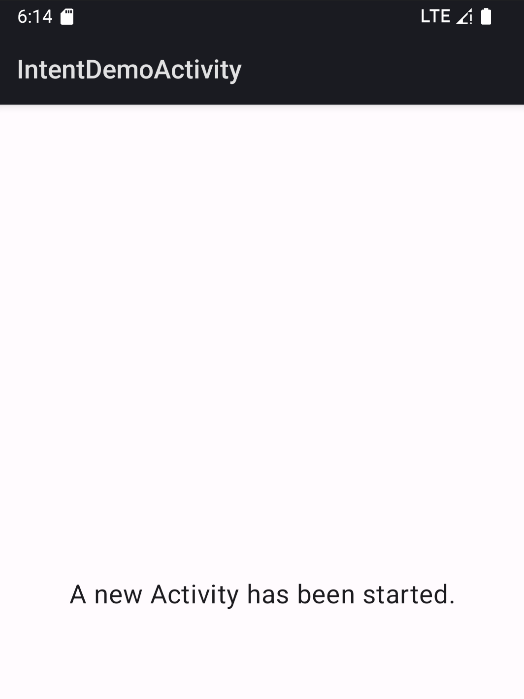 6:14
LTE
IntentDemoActivity
A new Activity has been started.